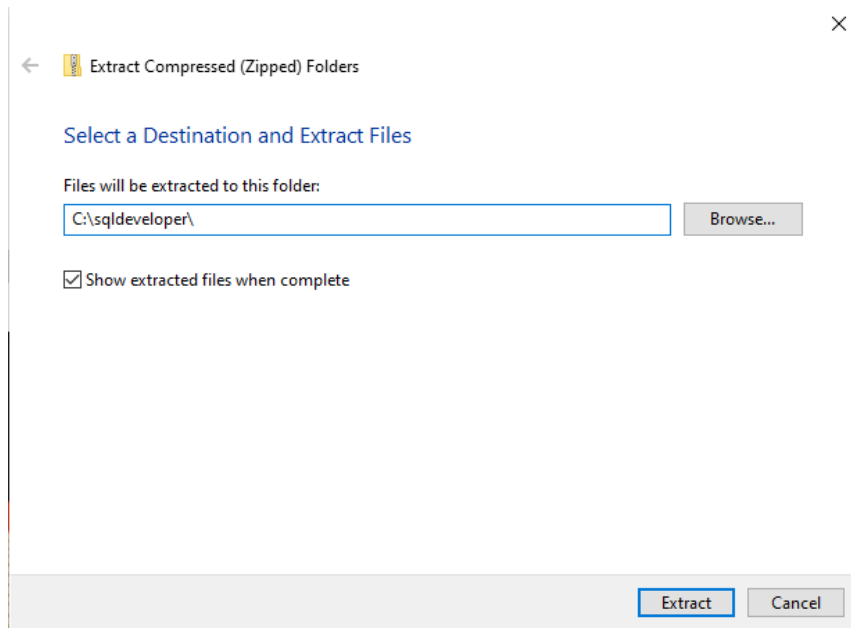 Extract Compressed (Zipped) Folders
Select a Destination and Extract Files
Files will be extracted to this folder:
C:\sqldeveloper\
Browse...
Show extracted files when complete
Extract
Cancel